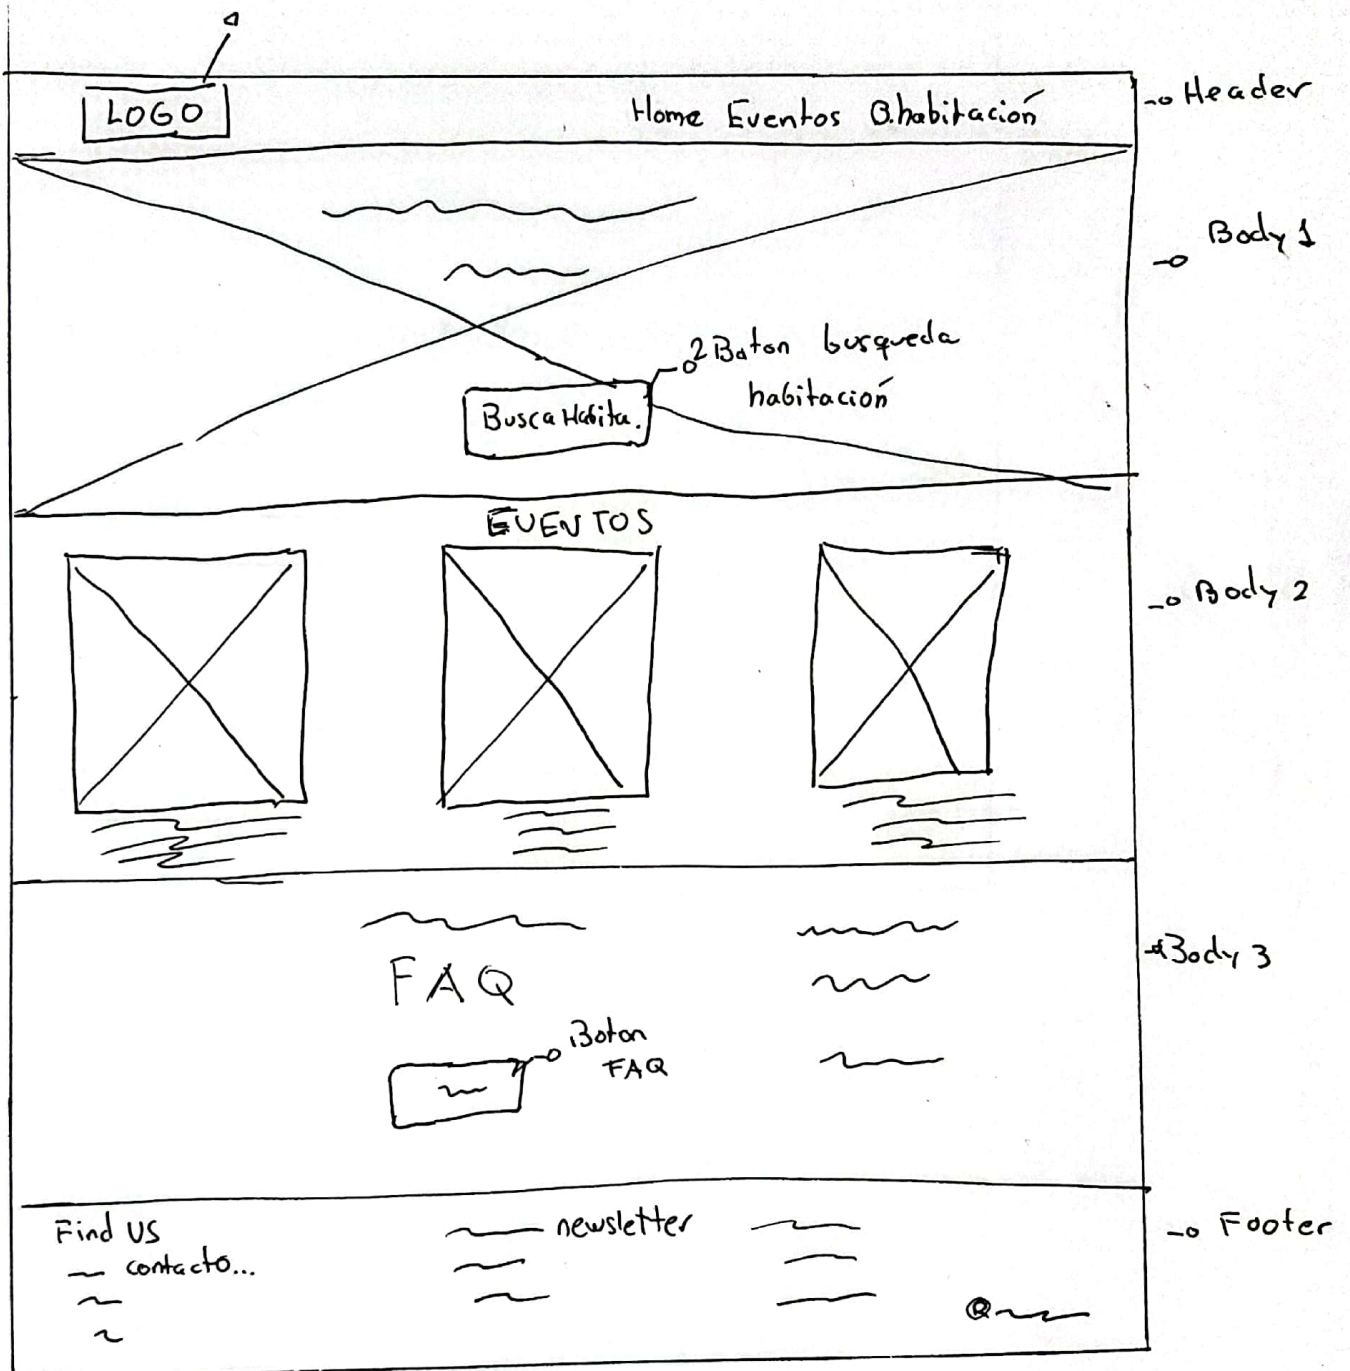 LOGO
Home Eventos B.habitación
Header
Body 1
2 Boton busqueda
habitación
Busca Habita.
EVENTOS
Body 2
FAQ
Body 3
Boton
FAQ
Find US
contacto...
newsletter
Footer